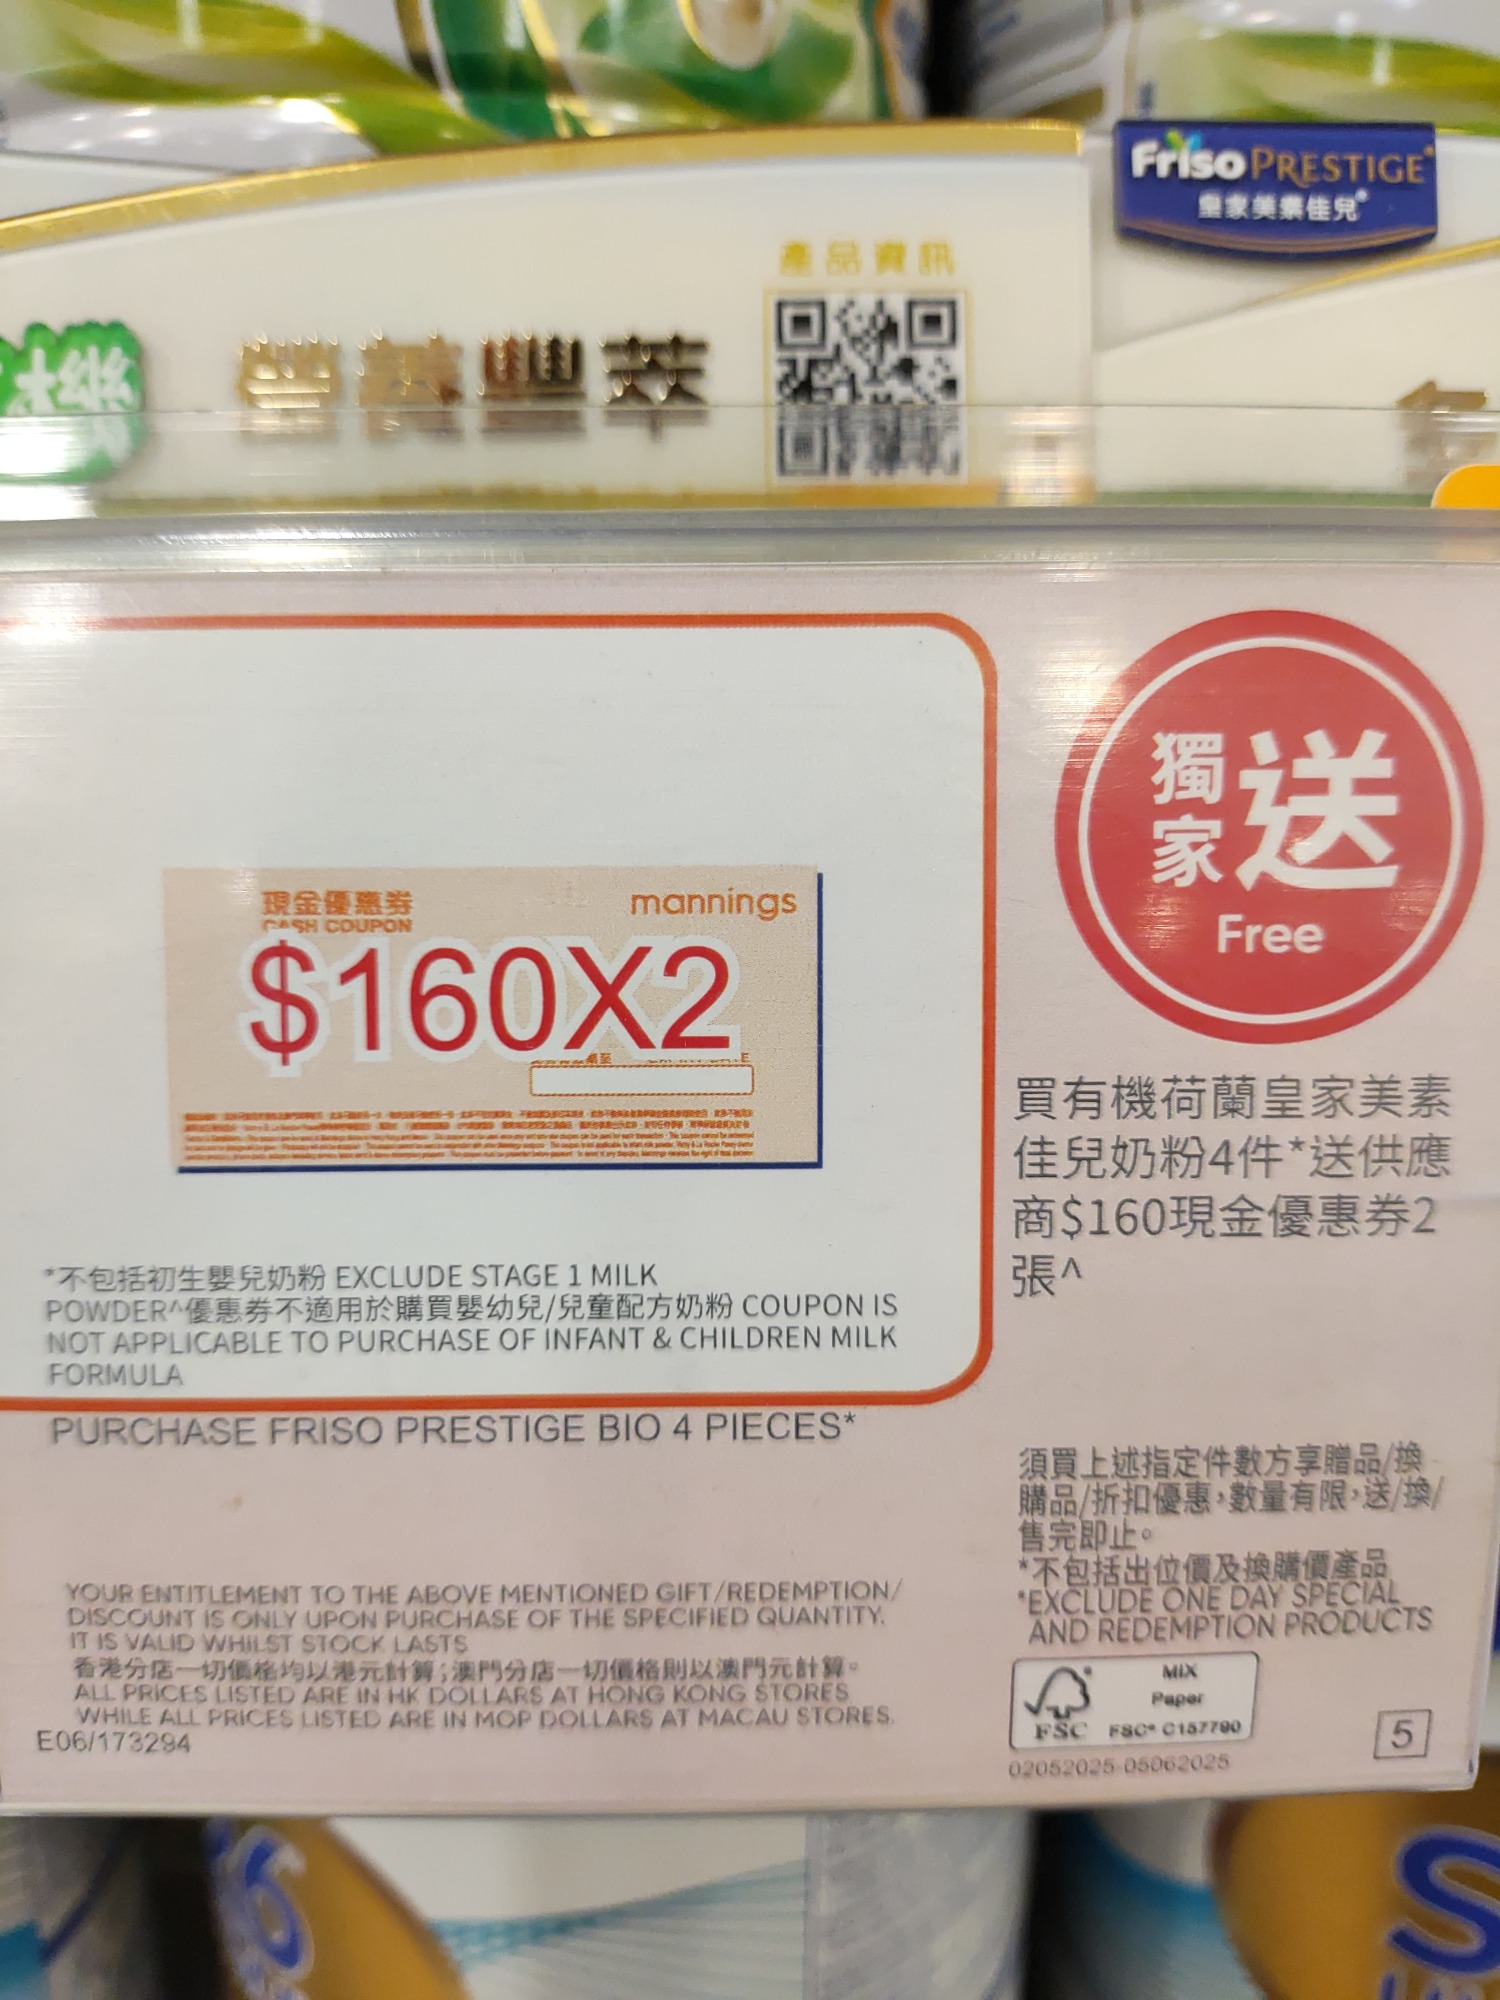 Friso PRESTIGE
皇家美素佳兒
產品資訊
有機
營養豐萃
現金優惠券
CASH COUPON
mannings
$160X2
獨家送
Free
買有機荷蘭皇家美素
佳兒奶粉4件*送供應
商$160現金優惠券2
張^
*不包括初生嬰兒奶粉 EXCLUDE STAGE 1 MILK
POWDER^優惠券不適用於購買嬰幼兒/兒童配方奶粉 COUPON IS
NOT APPLICABLE TO PURCHASE OF INFANT & CHILDREN MILK
FORMULA
PURCHASE FRISO PRESTIGE BIO 4 PIECES*
須買上述指定件數方享贈品/換
購品/折扣優惠，數量有限，送/換/
售完即止。
*不包括出位價及換購價產品
*EXCLUDE ONE DAY SPECIAL
AND REDEMPTION PRODUCTS
YOUR ENTITLEMENT TO THE ABOVE MENTIONED GIFT/REDEMPTION/
DISCOUNT IS ONLY UPON PURCHASE OF THE SPECIFIED QUANTITY.
IT IS VALID WHILST STOCK LASTS
香港分店一切價格均以港元計算；澳門分店一切價格則以澳門元計算。
ALL PRICES LISTED ARE IN HK DOLLARS AT HONG KONG STORES
WHILE ALL PRICES LISTED ARE IN MOP DOLLARS AT MACAU STORES.
E06/173294
FSC
MIX
Paper
FSC® C157790
5
02052025-05062025